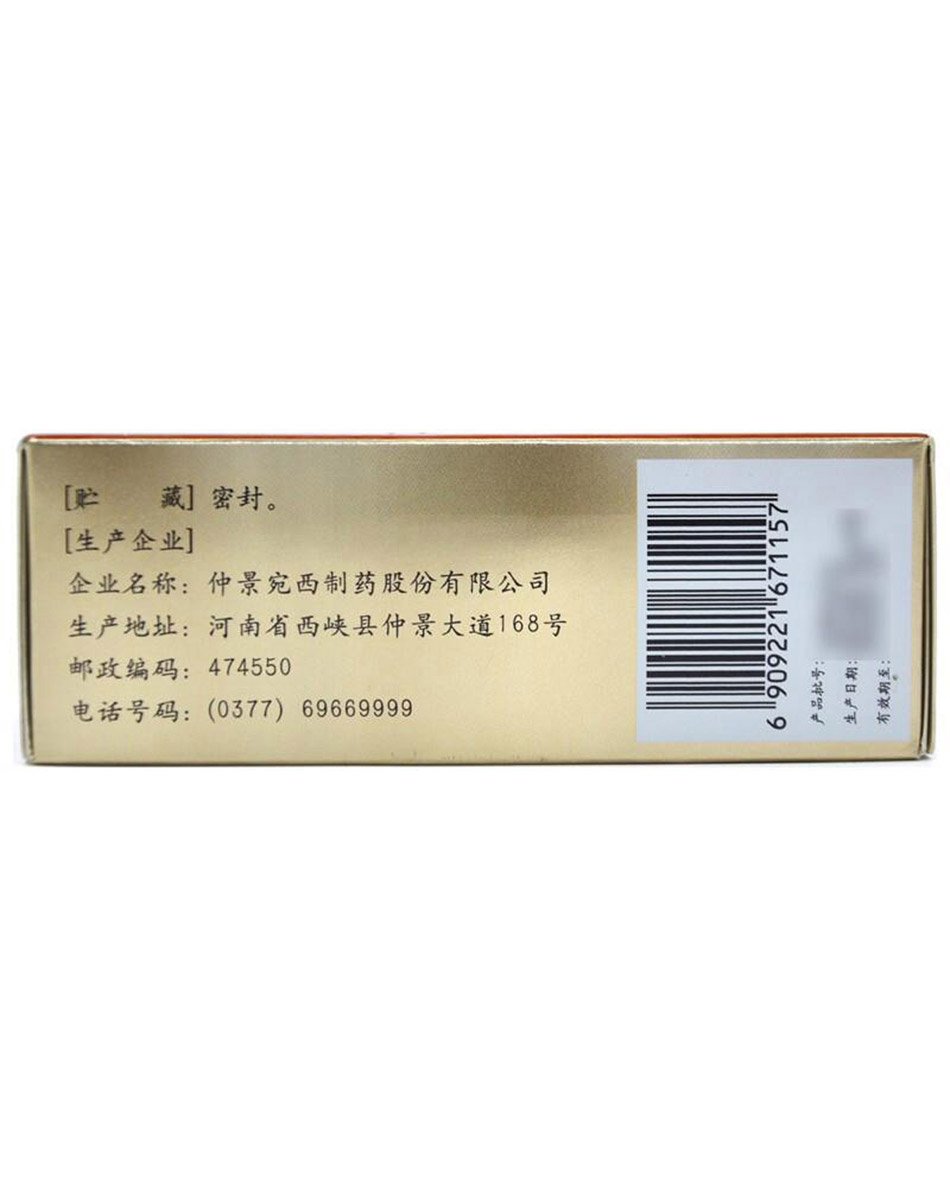 [贮 藏] 密封。
[生产企业]
企业名称: 仲景宛西制药股份有限公司
生产地址: 河南省西峡县仲景大道168号
邮政编码: 474550
电话号码: (0377) 69669999
6 909221 671157
产品批号:
生产日期:
有效期至: